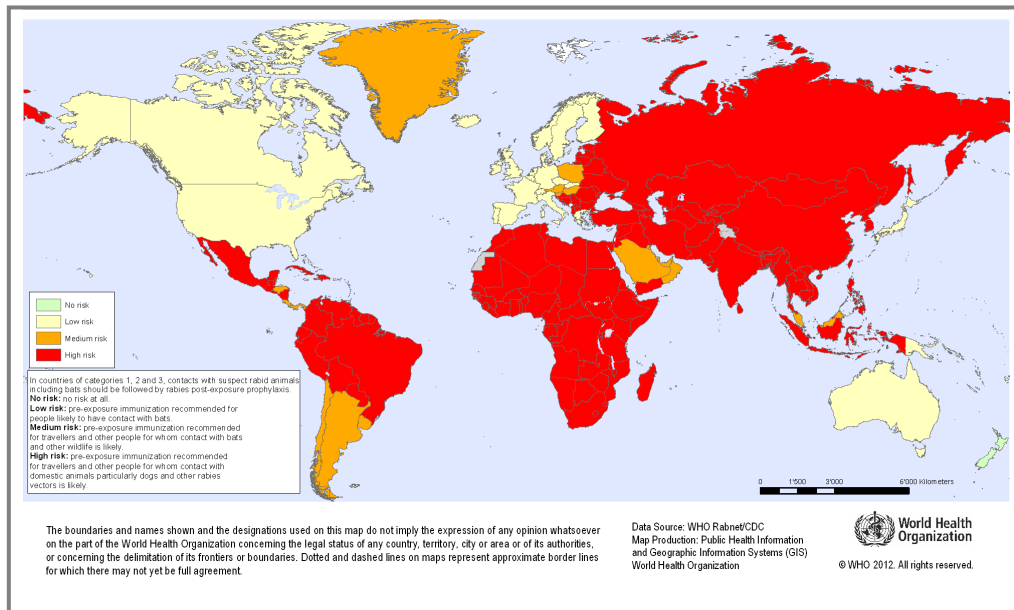 No risk
Low risk
Medium risk
High risk
In countries of categories 1, 2 and 3, contacts with suspect rabid animals
including bats should be followed by rabies post-exposure prophylaxis.
No risk: no risk at all.
Low risk: pre-exposure immunization recommended for
people likely to have contact with bats.
Medium risk: pre-exposure immunization recommended
for travellers and other people for whom contact with bats
and other wildlife is likely.
High risk: pre-exposure immunization recommended
for travellers and other people for whom contact with
domestic animals particularly dogs and other rabies
vectors is likely.
0 1'500 3'000 6'000 Kilometers
The boundaries and names shown and the designations used on this map do not imply the expression of any opinion whatsoever
on the part of the World Health Organization concerning the legal status of any country, territory, city or area or of its authorities,
or concerning the delimitation of its frontiers or boundaries. Dotted and dashed lines on maps represent approximate border lines
for which there may not yet be full agreement.
Data Source: WHO Rabnet/CDC
Map Production: Public Health Information
and Geographic Information Systems (GIS)
World Health Organization
World Health
Organization
© WHO 2012. All rights reserved.